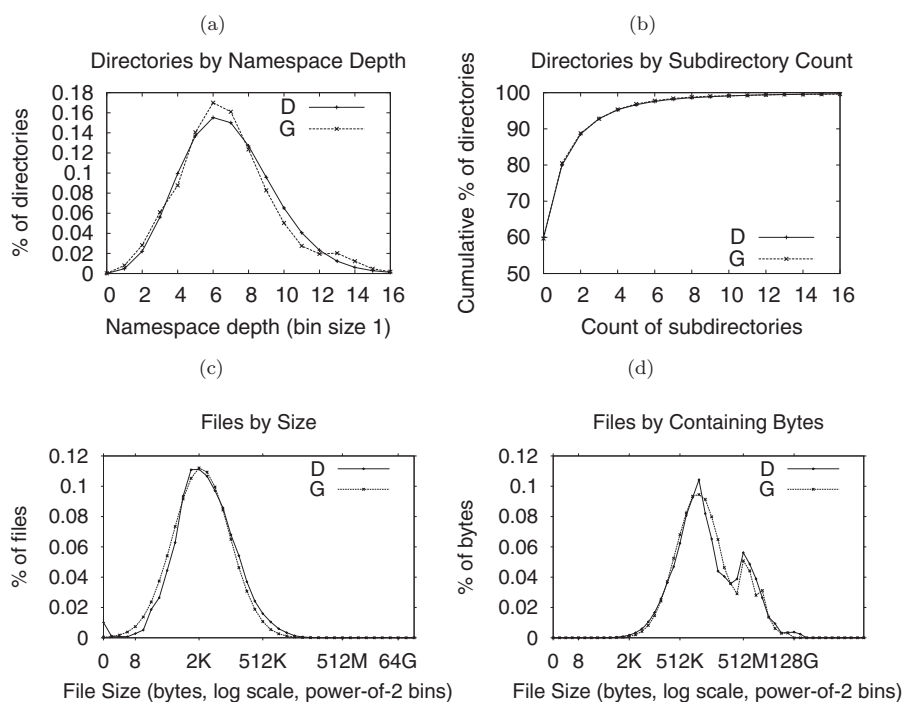 (a)
Directories by Namespace Depth
0.18
0.16
0.14
0.12
0.1
0.08
0.06
0.04
0.02
0
% of directories
D
G
0 2 4 6 8 10 12 14 16
Namespace depth (bin size 1)
(b)
Directories by Subdirectory Count
100
90
80
70
60
50
Cumulative % of directories
D
G
0 2 4 6 8 10 12 14 16
Count of subdirectories
(c)
Files by Size
0.12
0.1
0.08
0.06
0.04
0.02
0
% of files
D
G
0 8 2K 512K 512M 64G
File Size (bytes, log scale, power-of-2 bins)
(d)
Files by Containing Bytes
0.12
0.1
0.08
0.06
0.04
0.02
0
% of bytes
D
G
0 8 2K 512K 512M128G
File Size (bytes, log scale, power-of-2 bins)